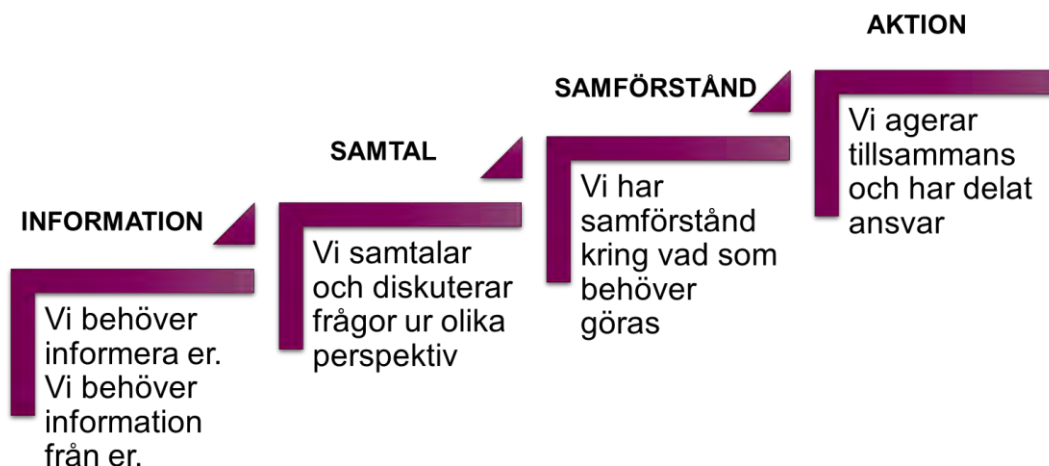 INFORMATION
Vi behöver
informera er.
Vi behöver
information
från er.
SAMTAL
Vi samtalar
och diskuterar
frågor ur olika
perspektiv
SAMFÖRSTÅND
Vi har
samförstånd
kring vad som
behöver
göras
AKTION
Vi agerar
tillsammans
och har delat
ansvar